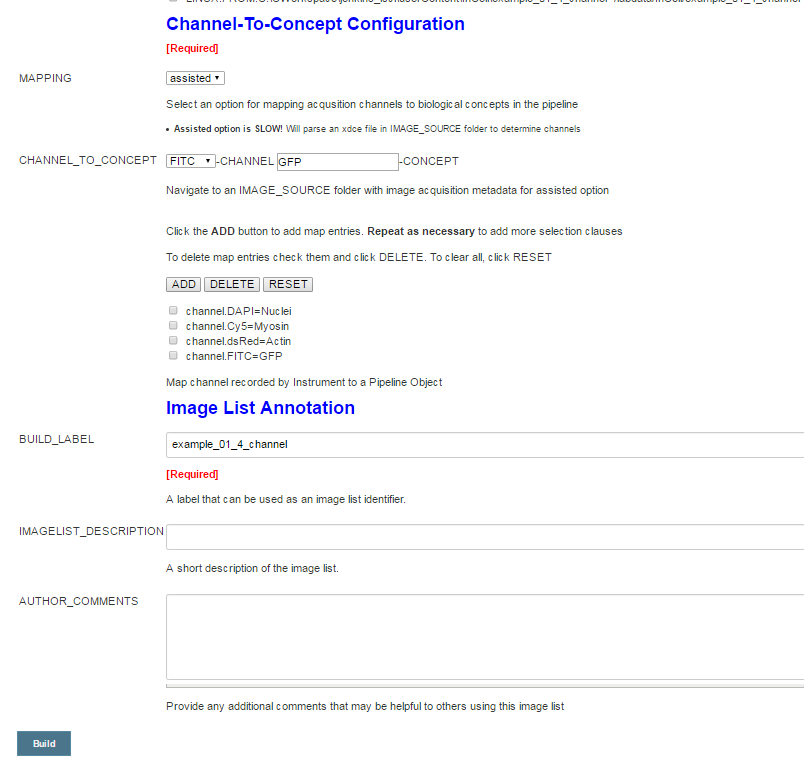 Channel-To-Concept Configuration
[Required]
MAPPING
assisted
Select an option for mapping acqusition channels to biological concepts in the pipeline
• Assisted option is SLOW! Will parse an xdce file in IMAGE_SOURCE folder to determine channels
CHANNEL_TO_CONCEPT FITC -CHANNEL GFP -CONCEPT
Navigate to an IMAGE_SOURCE folder with image acquisition metadata for assisted option
Click the ADD button to add map entries. Repeat as necessary to add more selection clauses
To delete map entries check them and click DELETE. To clear all, click RESET
ADD DELETE RESET
channel.DAPI=Nuclei
channel.Cy5=Myosin
channel.dsRed=Actin
channel.FITC=GFP
Map channel recorded by Instrument to a Pipeline Object
Image List Annotation
BUILD_LABEL
example_01_4_channel
[Required]
A label that can be used as an image list identifier.
IMAGELIST_DESCRIPTION
A short description of the image list.
AUTHOR_COMMENTS
Provide any additional comments that may be helpful to others using this image list
Build